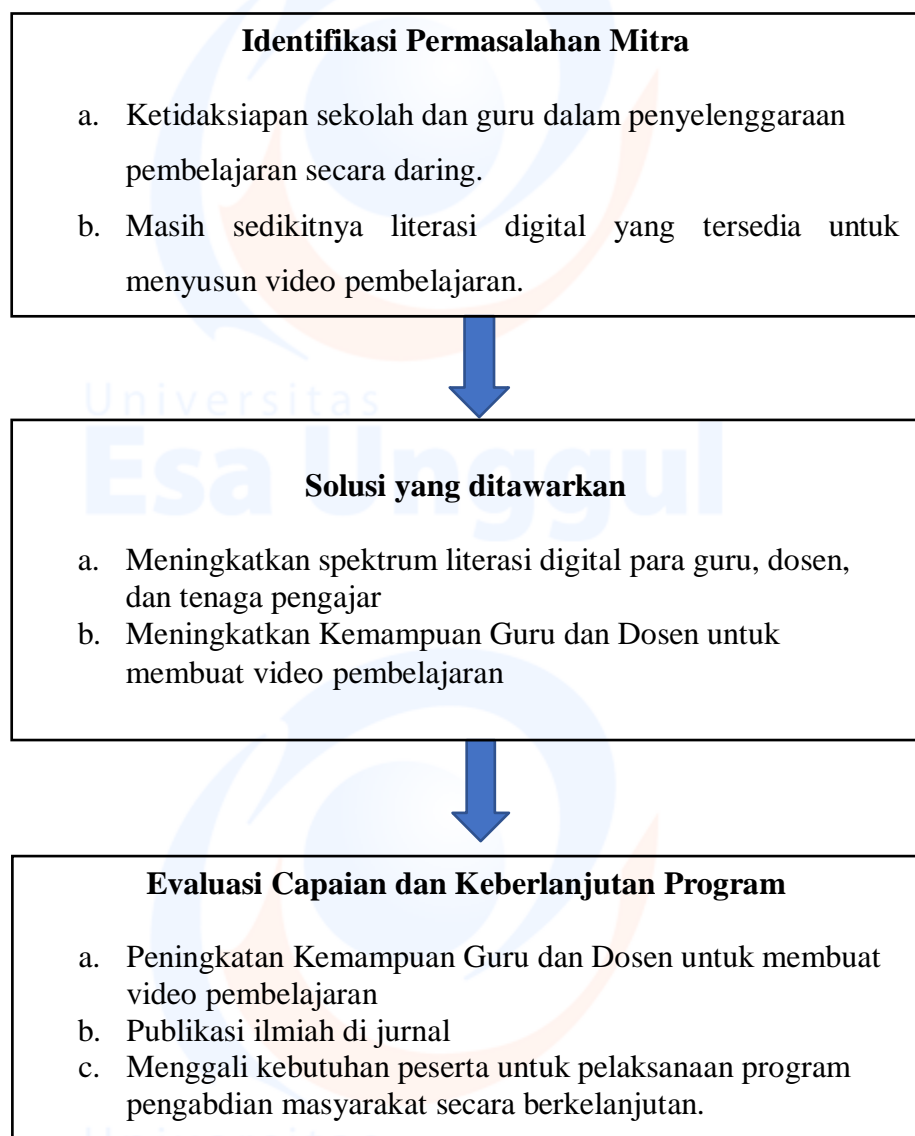 Identifikasi Permasalahan Mitra
a. Ketidaksiapan sekolah dan guru dalam penyelenggaraan
pembelajaran secara daring.
b. Masih sedikitnya literasi digital yang tersedia untuk
menyusun video pembelajaran.
Universitas
Esa Unggul
Solusi yang ditawarkan
a. Meningkatkan spektrum literasi digital para guru, dosen,
dan tenaga pengajar
b. Meningkatkan Kemampuan Guru dan Dosen untuk
membuat video pembelajaran
Evaluasi Capaian dan Keberlanjutan Program
a. Peningkatan Kemampuan Guru dan Dosen untuk membuat
video pembelajaran
b. Publikasi ilmiah di jurnal
c. Menggali kebutuhan peserta untuk pelaksanaan program
pengabdian masyarakat secara berkelanjutan.